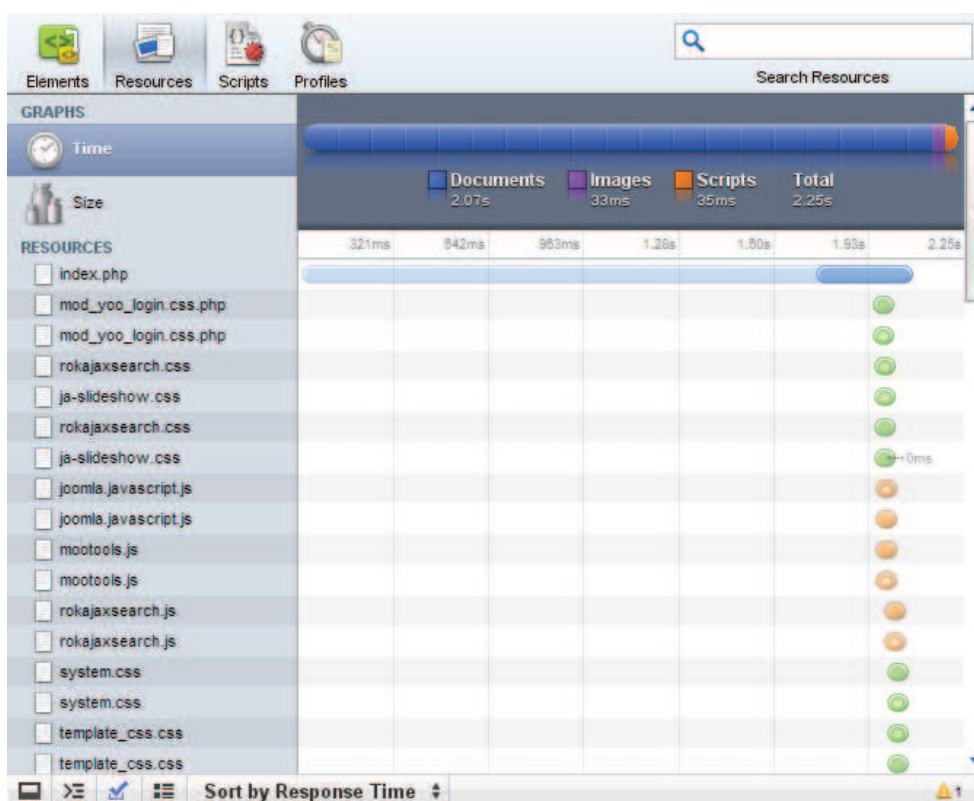 Elements Resources Scripts Profiles
Search Resources
GRAPHS
Time
Size
Documents Images Scripts Total
2.07s 33ms 35ms 2.25s
RESOURCES
321ms 642ms 963ms 1.28s 1.60s 1.93s 2.25s
index.php
mod_yoo_login.css.php
mod_yoo_login.css.php
rokajaxsearch.css
ja-slideshow.css
rokajaxsearch.css
ja-slideshow.css 0ms
joomla.javascript.js
joomla.javascript.js
mootools.js
mootools.js
rokajaxsearch.js
rokajaxsearch.js
system.css
system.css
template_css.css
template_css.css
Sort by Response Time 1